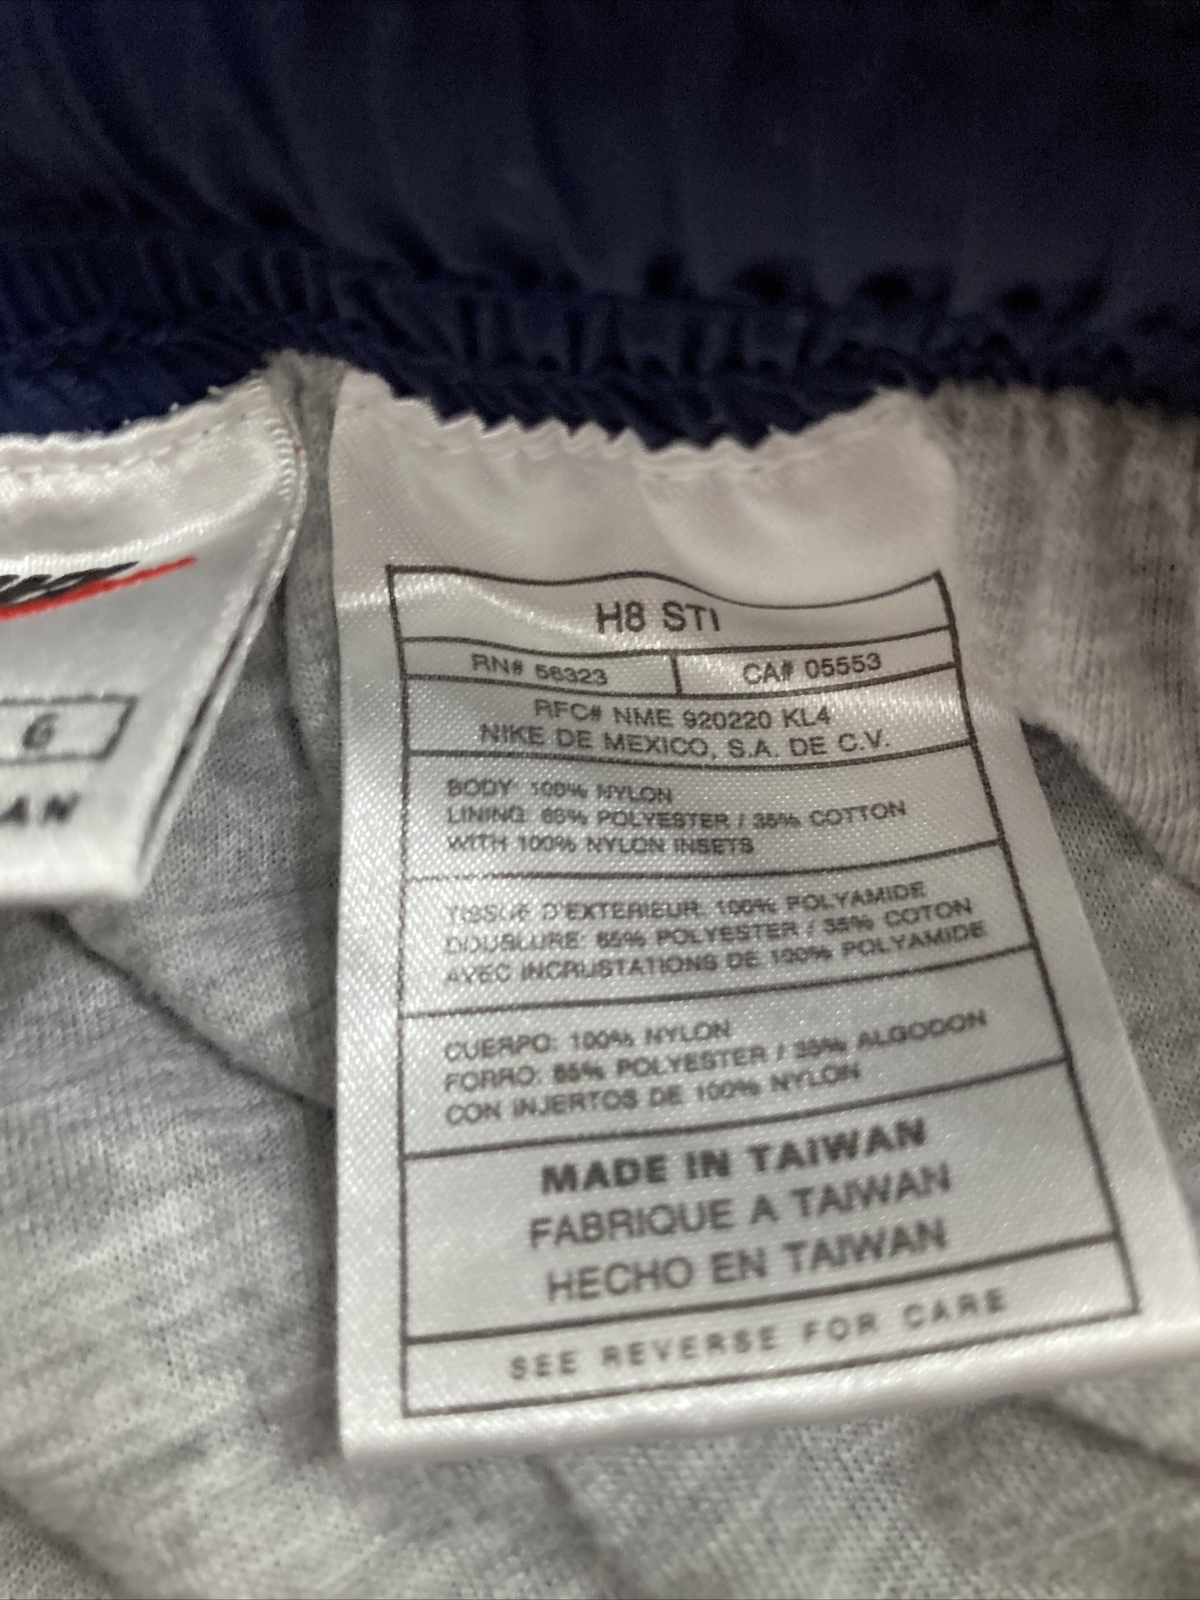 6
AN
H8 STI
RN# 56323 CA# 05553
RFC# NME 920220 KL4
NIKE DE MEXICO, S.A. DE C.V.
BODY: 100% NYLON
LINING: 65% POLYESTER / 35% COTTON
WITH 100% NYLON INSETS
TISSUE D'EXTERIEUR: 100% POLYAMIDE
DOUBLURE: 65% POLYESTER / 35% COTON
AVEC INCRUSTATIONS DE 100% POLYAMIDE
CUERPO: 100% NYLON
FORRO: 65% POLYESTER / 35% ALGODON
CON INJERTOS DE 100% NYLON
MADE IN TAIWAN
FABRIQUE A TAIWAN
HECHO EN TAIWAN
SEE REVERSE FOR CARE